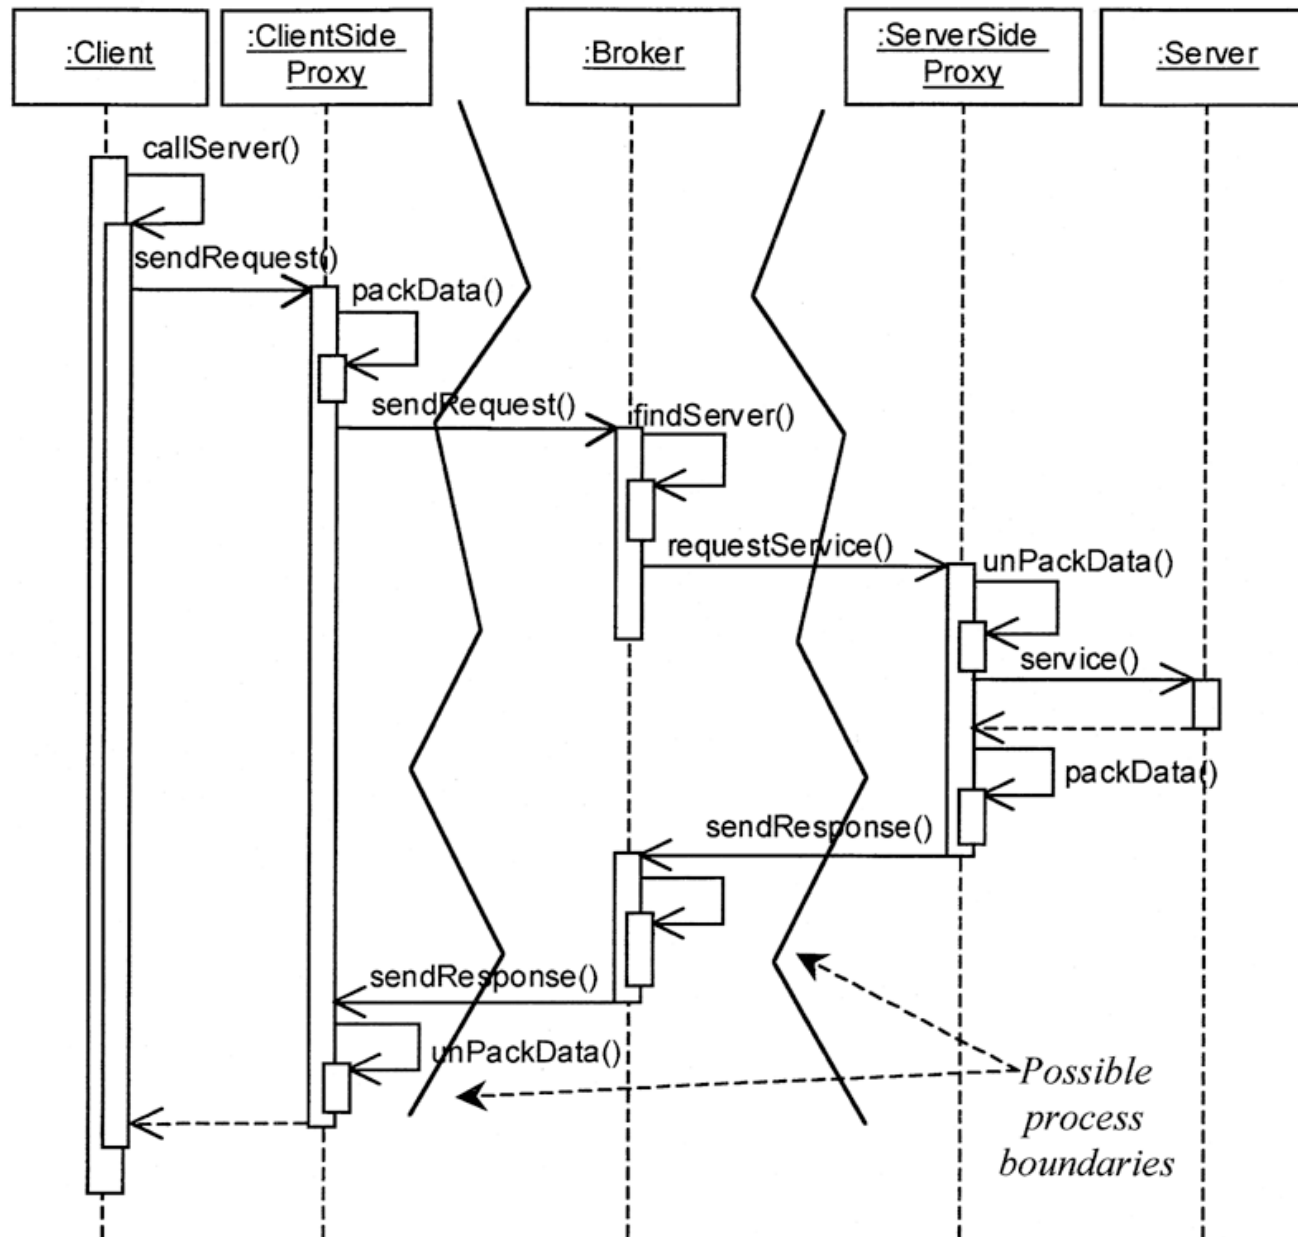 :Client
:ClientSide
Proxy
:Broker
:ServerSide
Proxy
:Server
callServer()
sendRequest()
packData()
sendRequest()
findServer()
requestService()
unPackData()
service()
packData()
sendResponse()
sendResponse()
unPackData()
Possible
process
boundaries